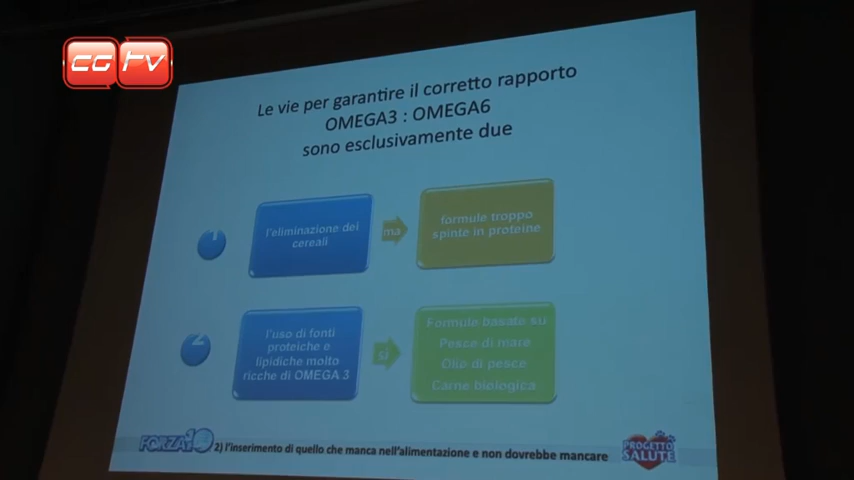 CG TV
Le vie per garantire il corretto rapporto
OMEGA3 : OMEGA6
sono esclusivamente due
1
l'eliminazione dei
cereali
ma
formule troppo
spinte in proteine
2
l'uso di fonti
proteiche e
lipidiche molto
ricche di OMEGA 3
sì
Formule basate su
Pesce di mare
Olio di pesce
Carne biologica
FORZA10
2) l'inserimento di quello che manca nell'alimentazione e non dovrebbe mancare
PROGETTO
SALUTE